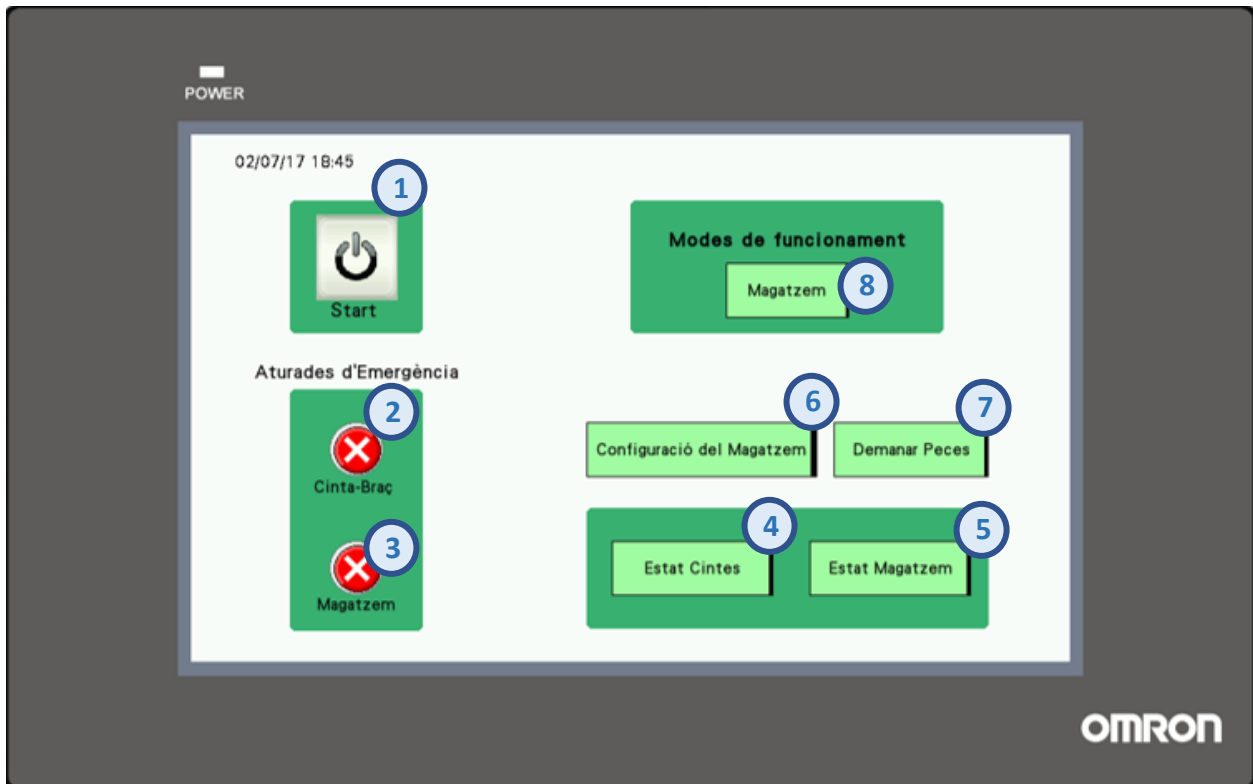 POWER
02/07/17 18:45
1
Start
Modes de funcionament
Magatzem
8
Aturades d'Emergència
2
Cinta-Braç
3
Magatzem
6
7
Configuració del Magatzem
Demanar Peces
4
5
Estat Cintes
Estat Magatzem
OMRON